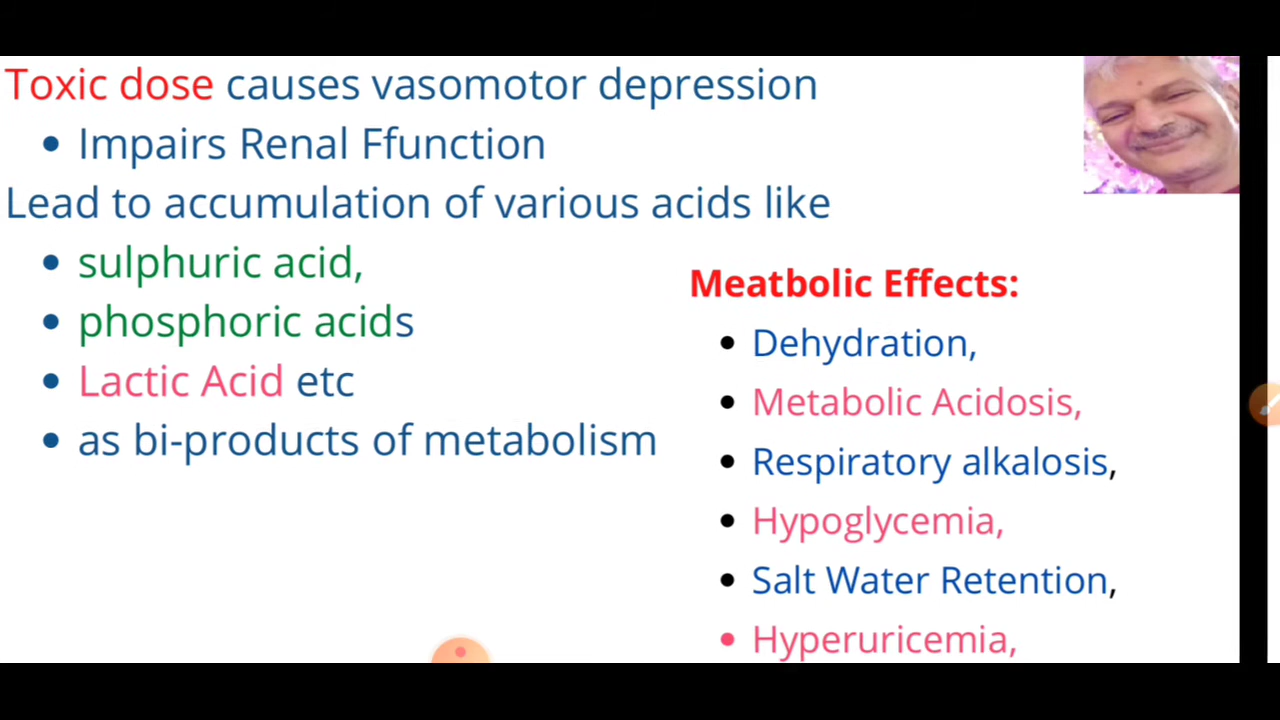 Toxic dose causes vasomotor depression
• Impairs Renal Ffunction
Lead to accumulation of various acids like
• sulphuric acid,
• phosphoric acids
• Lactic Acid etc
• as bi-products of metabolism
Meatbolic Effects:
• Dehydration,
• Metabolic Acidosis,
• Respiratory alkalosis,
• Hypoglycemia,
• Salt Water Retention,
• Hyperuricemia,